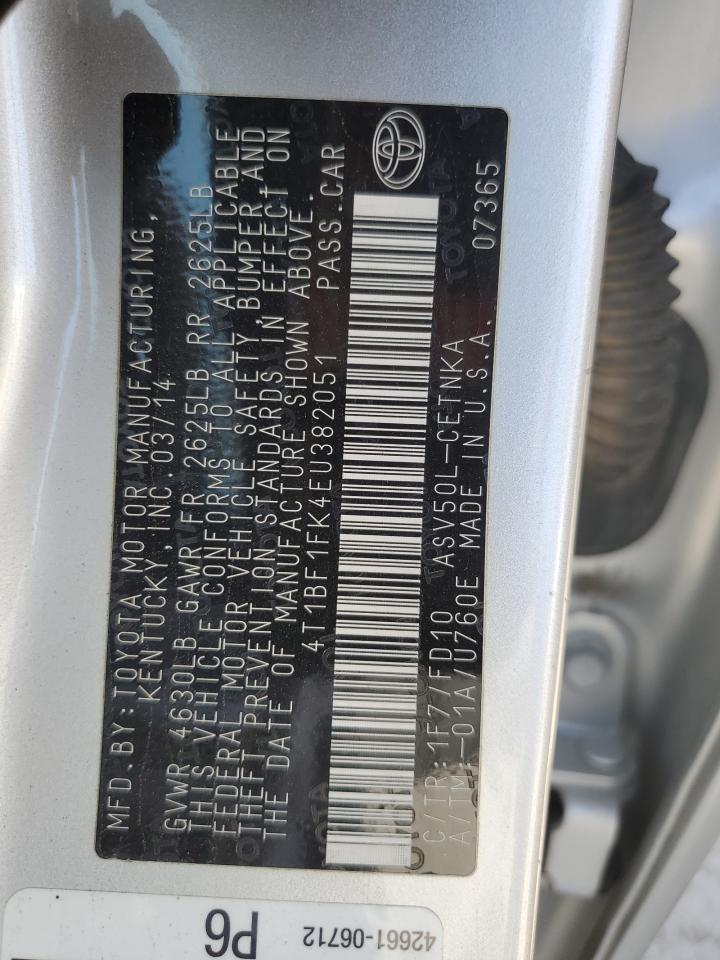 MFD.BY:TOYOTA MOTOR MANUFACTURING,
KENTUCKY,INC 03/14
GVWR 4630LB GAWR FR 2625LB RR 2625LB
THIS VEHICLE CONFORMS TO ALL APPLICABLE
FEDERAL MOTOR VEHICLE SAFETY,BUMPER AND
THEFT PREVENTION STANDARDS IN EFFECT ON
THE DATE OF MANUFACTURE SHOWN ABOVE.
4T1BF1FK4EU382051 PASS.CAR
C/TR:1F7/FD10 ASV50L-CETNKA
A/TM:-01A/U760E MADE IN U.S.A. 07365
42661-06712
P6